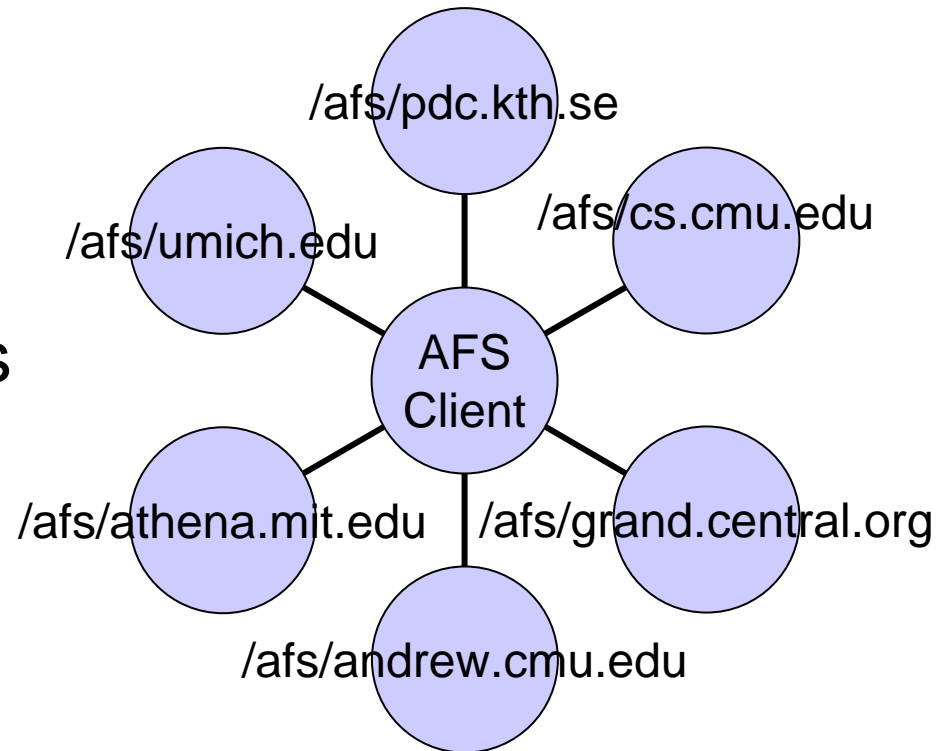 /afs/pdc.kth.se
/afs/cs.cmu.edu
/afs/umich.edu
s
AFS
Client
/afs/athena.mit.edu
/afs/grand.central.org
/afs/andrew.cmu.edu